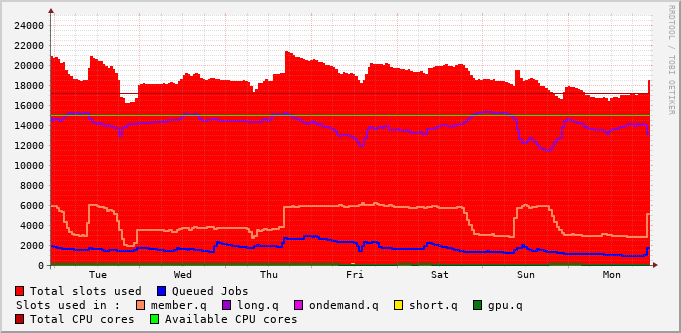 24000
22000
20000
18000
16000
14000
12000
10000
8000
6000
4000
2000
0
Tue Wed Thu Fri Sat Sun Mon
RRDTOOL / TOBI OETIKER
Total slots used Queued Jobs
Slots used in : member.q long.q ondemand.q short.q gpu.q
Total CPU cores Available CPU cores